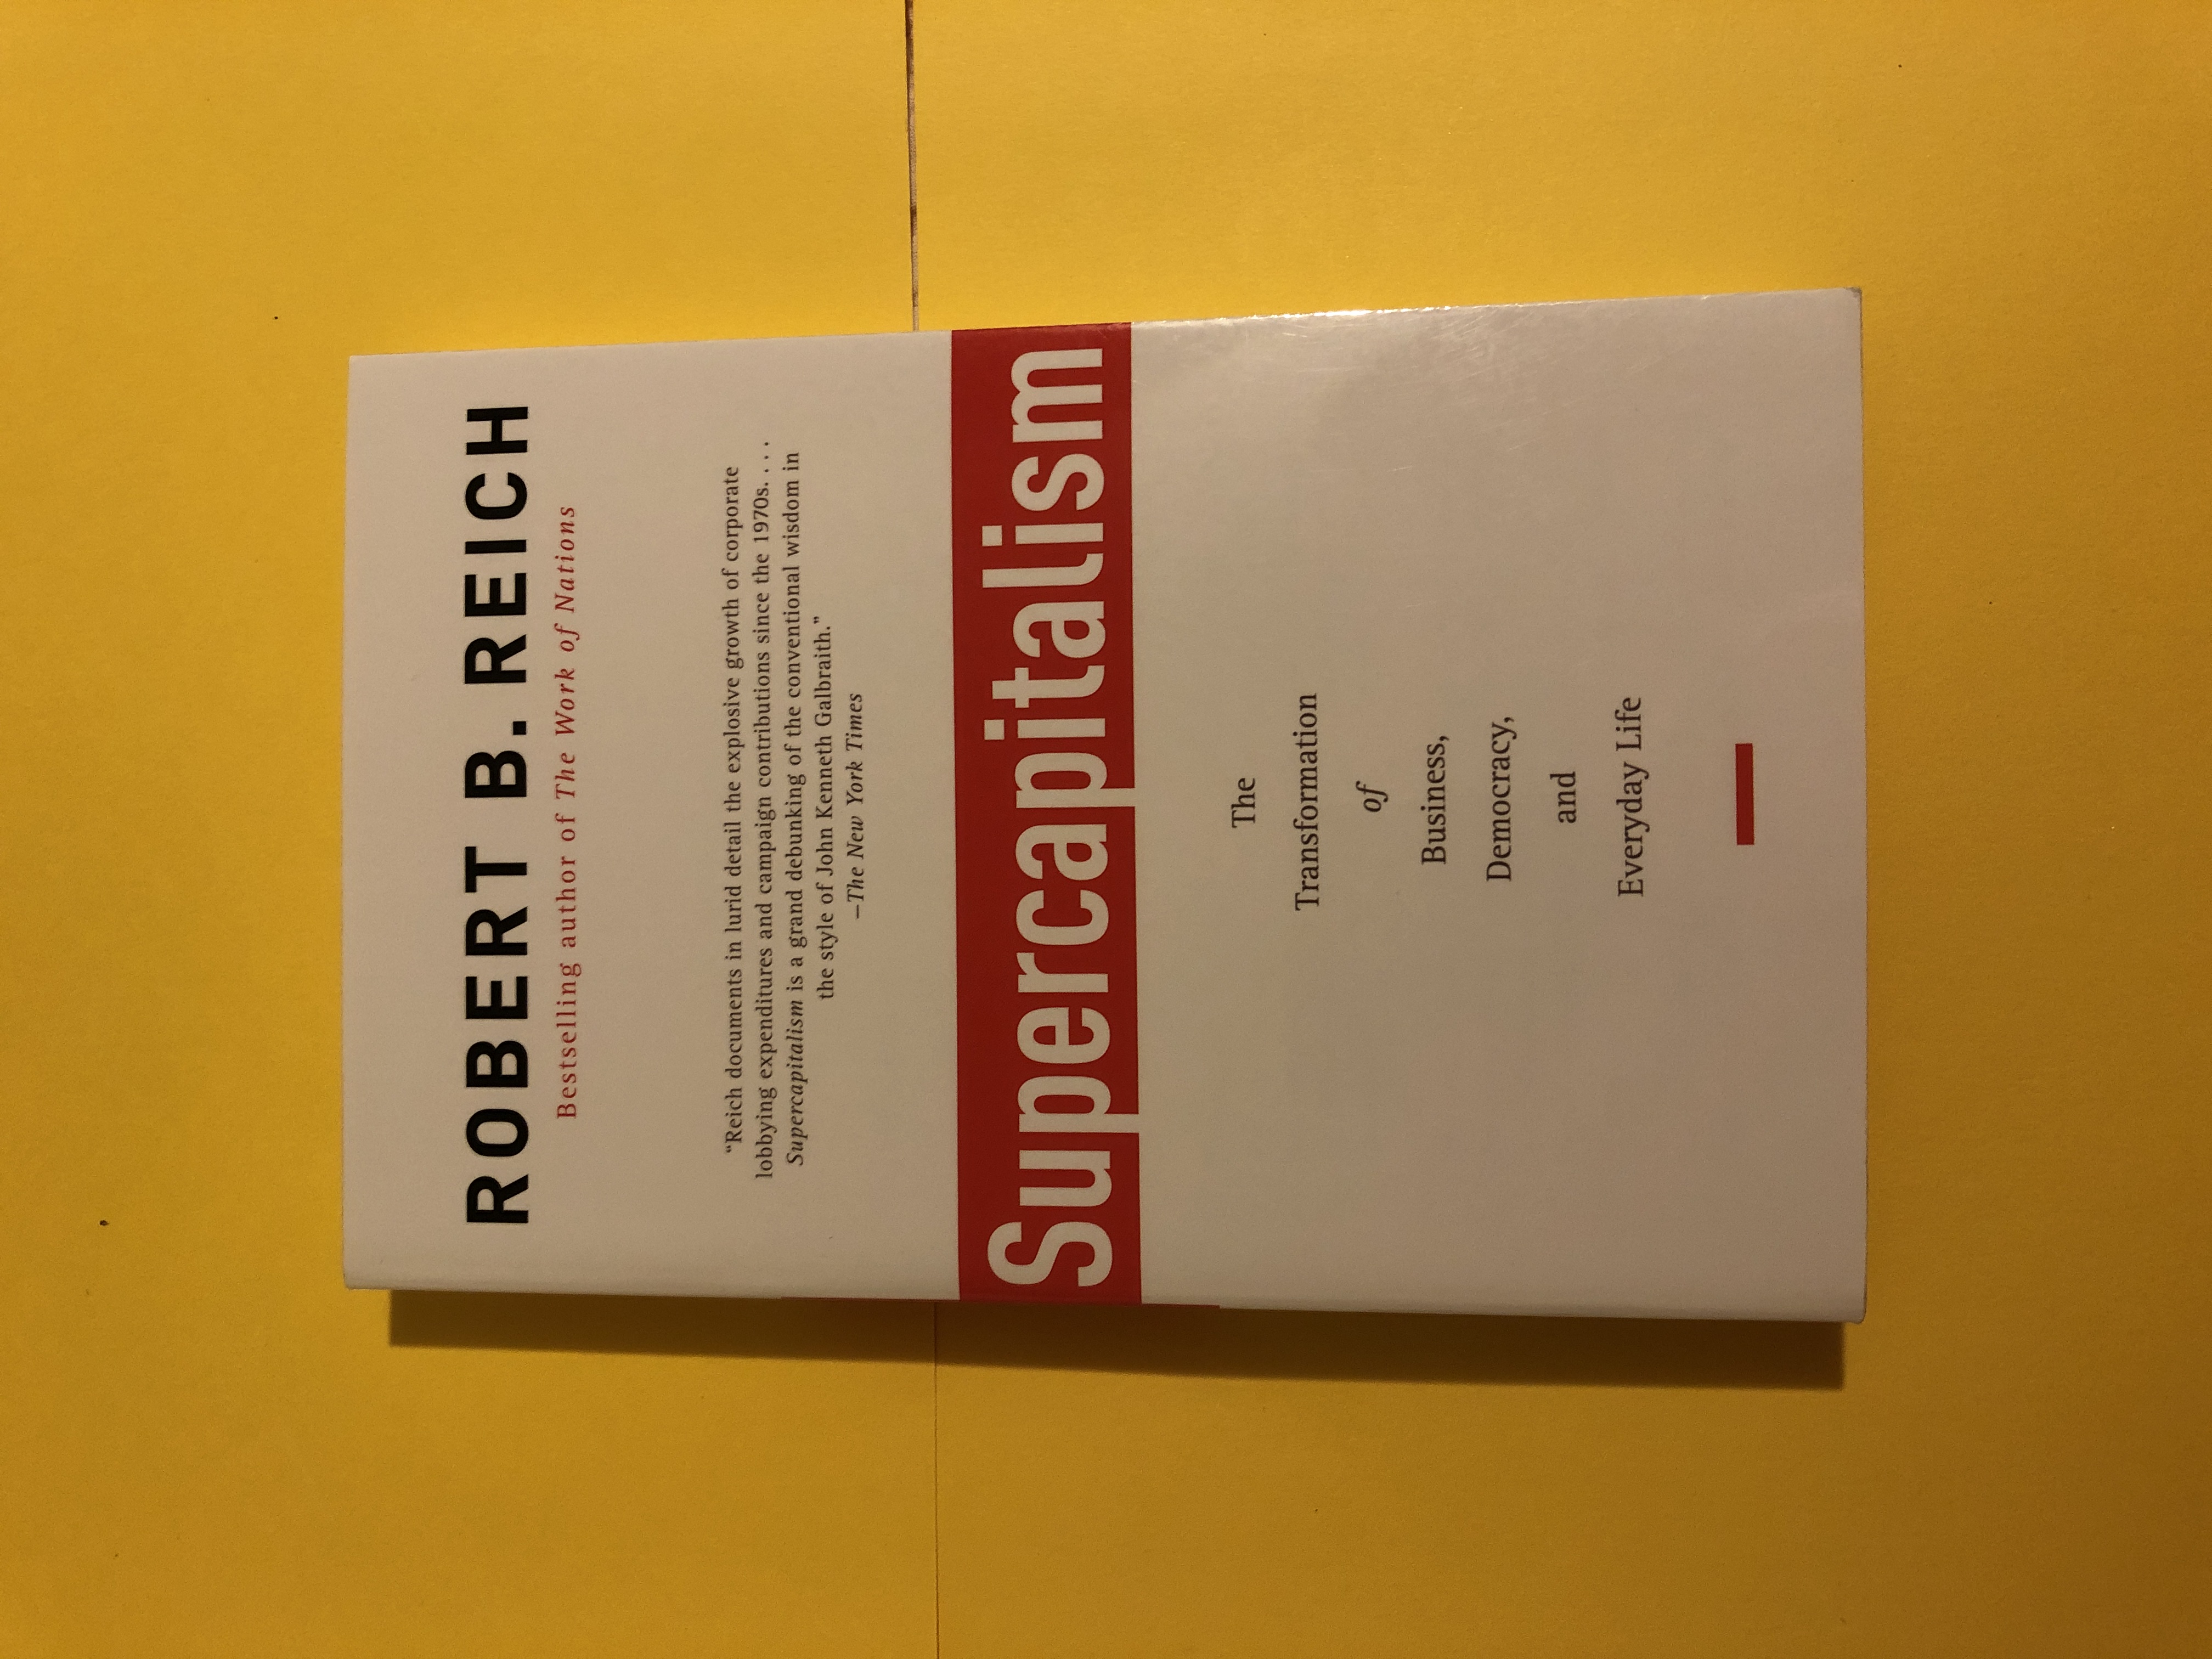 ROBERT B. REICH
Bestselling author of The Work of Nations
“Reich documents in lurid detail the explosive growth of corporate
lobbying expenditures and campaign contributions since the 1970s. . . .
Supercapitalism is a grand debunking of the conventional wisdom in
the style of John Kenneth Galbraith.”
—The New York Times
Supercapitalism
The
Transformation
of
Business,
Democracy,
and
Everyday Life